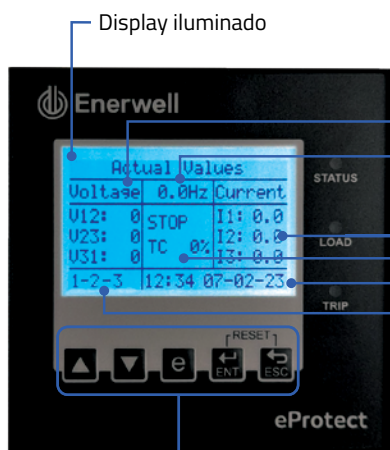 Display iluminado
Enerwell
Actual Values
Voltage 0.0Hz Current
V12: 0 STOP I1: 0.0
V23: 0 TC 0% I2: 0.0
V31: 0 I3: 0.0
1-2-3 12:34 07-02-23
STATUS
LOAD
TRIP
RESET
e ENT ESC
eProtect